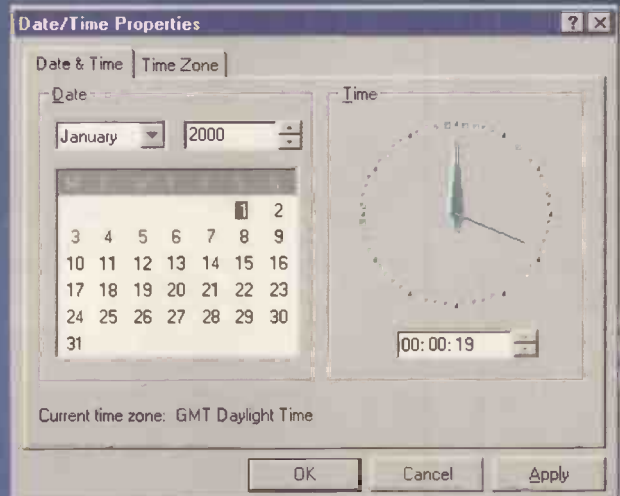 Date/Time Properties
Date & Time
Time Zone
Date
Time
January
2000
1 2
3 4 5 6 7 8 9
10 11 12 13 14 15 16
17 18 19 20 21 22 23
24 25 26 27 28 29 30
31
00:00:19
Current time zone: GMT Daylight Time
OK
Cancel
Apply